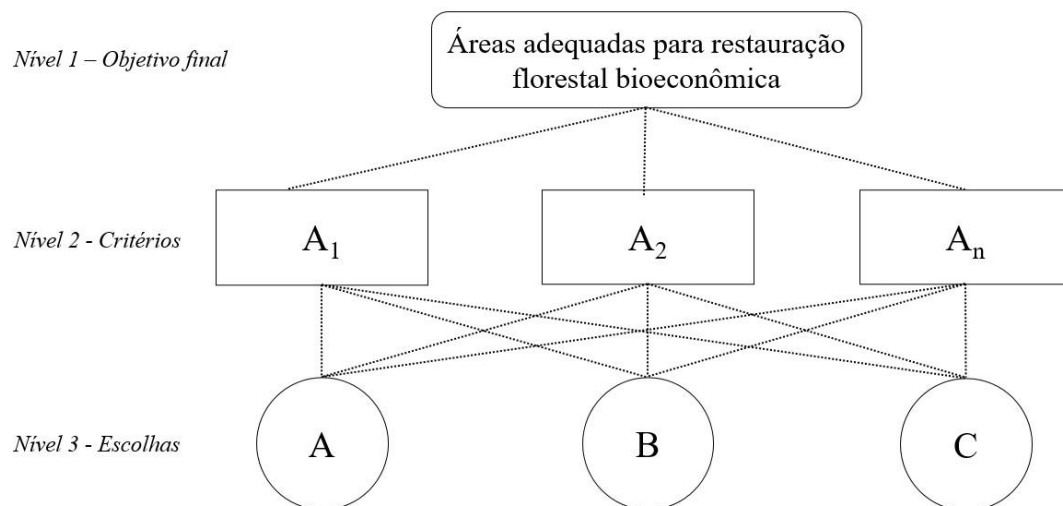 Nível 1 – Objetivo final
Áreas adequadas para restauração
florestal bioeconômica
Nível 2 - Critérios
A₁
A₂
Aₙ
Nível 3 - Escolhas
A
B
C